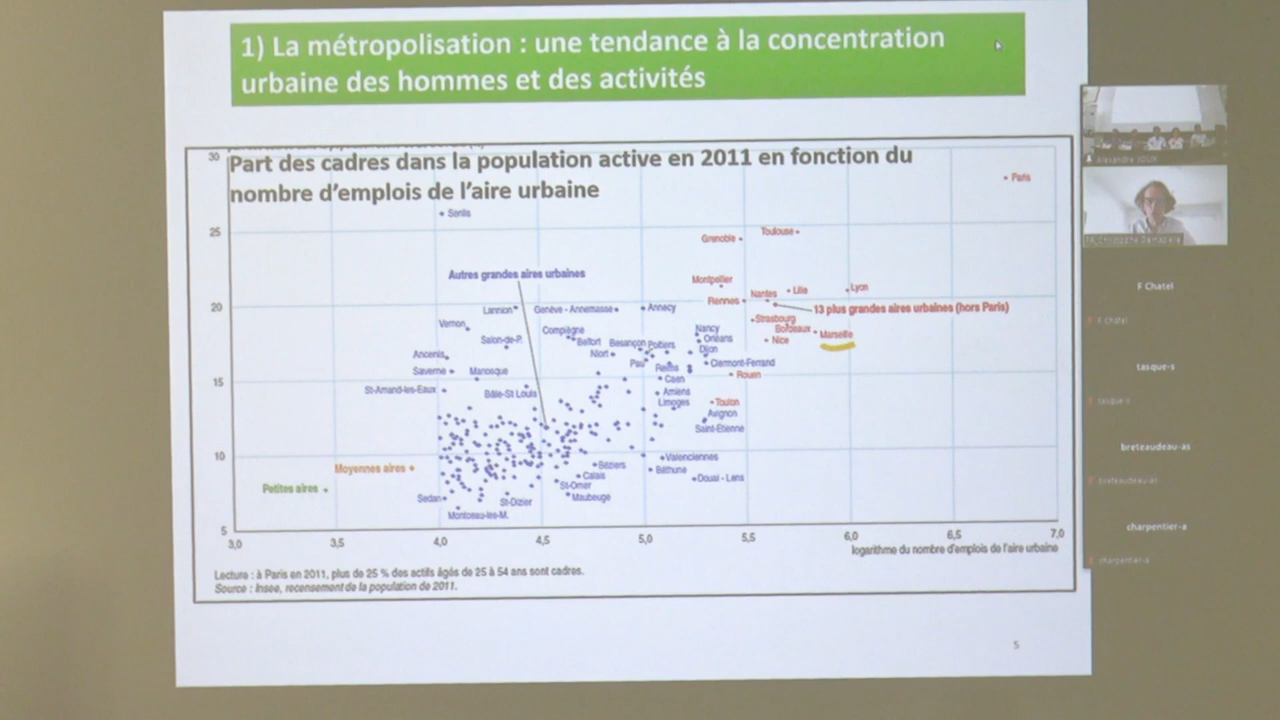 1) La métropolisation : une tendance à la concentration
urbaine des hommes et des activités
Part des cadres dans la population active en 2011 en fonction du
nombre d'emplois de l'aire urbaine
30
Paris
Senlis
25
Grenoble
Toulouse
Autres grandes aires urbaines
Montpellier
Nantes
Lille
Lyon
20
Lannion
Genève - Annemasse
Annecy
Rennes
13 plus grandes aires urbaines (hors Paris)
Vernon
Compiègne
Nancy
Strasbourg
Bordeaux
Marseille
Salon-de-P.
Belfort
Besançon
Poitiers
Orléans
Nice
Ancenis
Niort
Dijon
Saverne
Manosque
Pau
Reims
Clermont-Ferrand
15
St-Amand-les-Eaux
Bâle-St Louis
Caen
Rouen
Amiens
Limoges
Toulon
Avignon
Saint-Etienne
10
Moyennes aires
Béziers
Valenciennes
Petites aires
Calais
Béthune
Douai - Lens
St-Omer
Sedan
St-Dizier
Maubeuge
Montceau-les-M.
5
3,0 3,5 4,0 4,5 5,0 5,5 6,0 6,5 7,0
logarithme du nombre d'emplois de l'aire urbaine
Lecture : à Paris en 2011, plus de 25 % des actifs âgés de 25 à 54 ans sont cadres.
Source : Insee, recensement de la population de 2011.
5
F Chatel
F Chatel
tasque-s
tasque-s
breteaudeau-as
breteaudeau-as
charpentier-a
charpentier-a